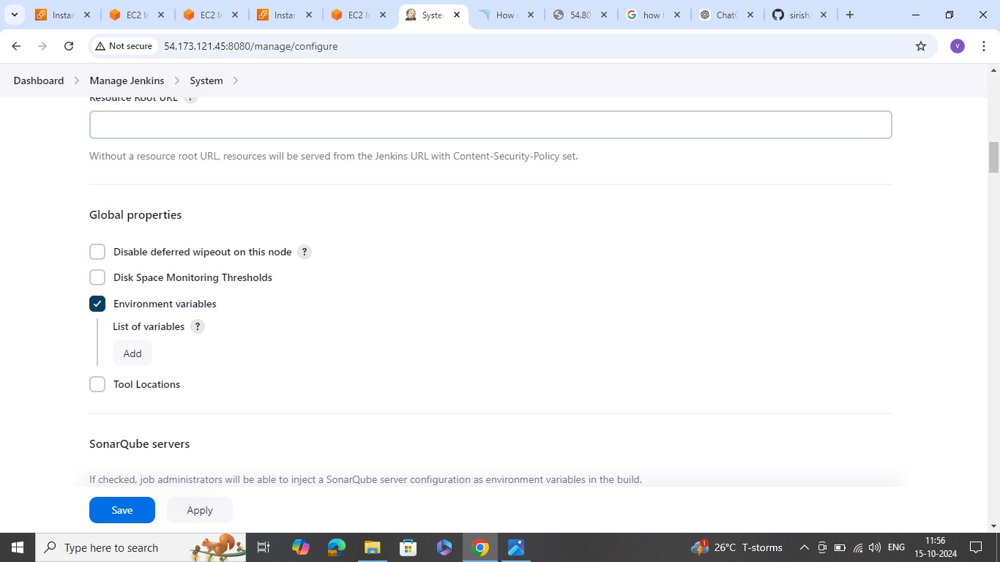 Instar
EC2 Ir
EC2 Ir
Instar
EC2 Ir
Syste
How
54.80
how t
ChatG
sirish
Not secure
54.173.121.45:8080/manage/configure
V
Dashboard
Manage Jenkins
System
Resource Root URL ?
Without a resource root URL, resources will be served from the Jenkins URL with Content-Security-Policy set.
Global properties
Disable deferred wipeout on this node ?
Disk Space Monitoring Thresholds
Environment variables
List of variables ?
Add
Tool Locations
SonarQube servers
If checked, job administrators will be able to inject a SonarQube server configuration as environment variables in the build.
Save
Apply
Type here to search
1
26°C T-storms
ENG
11:56
15-10-2024